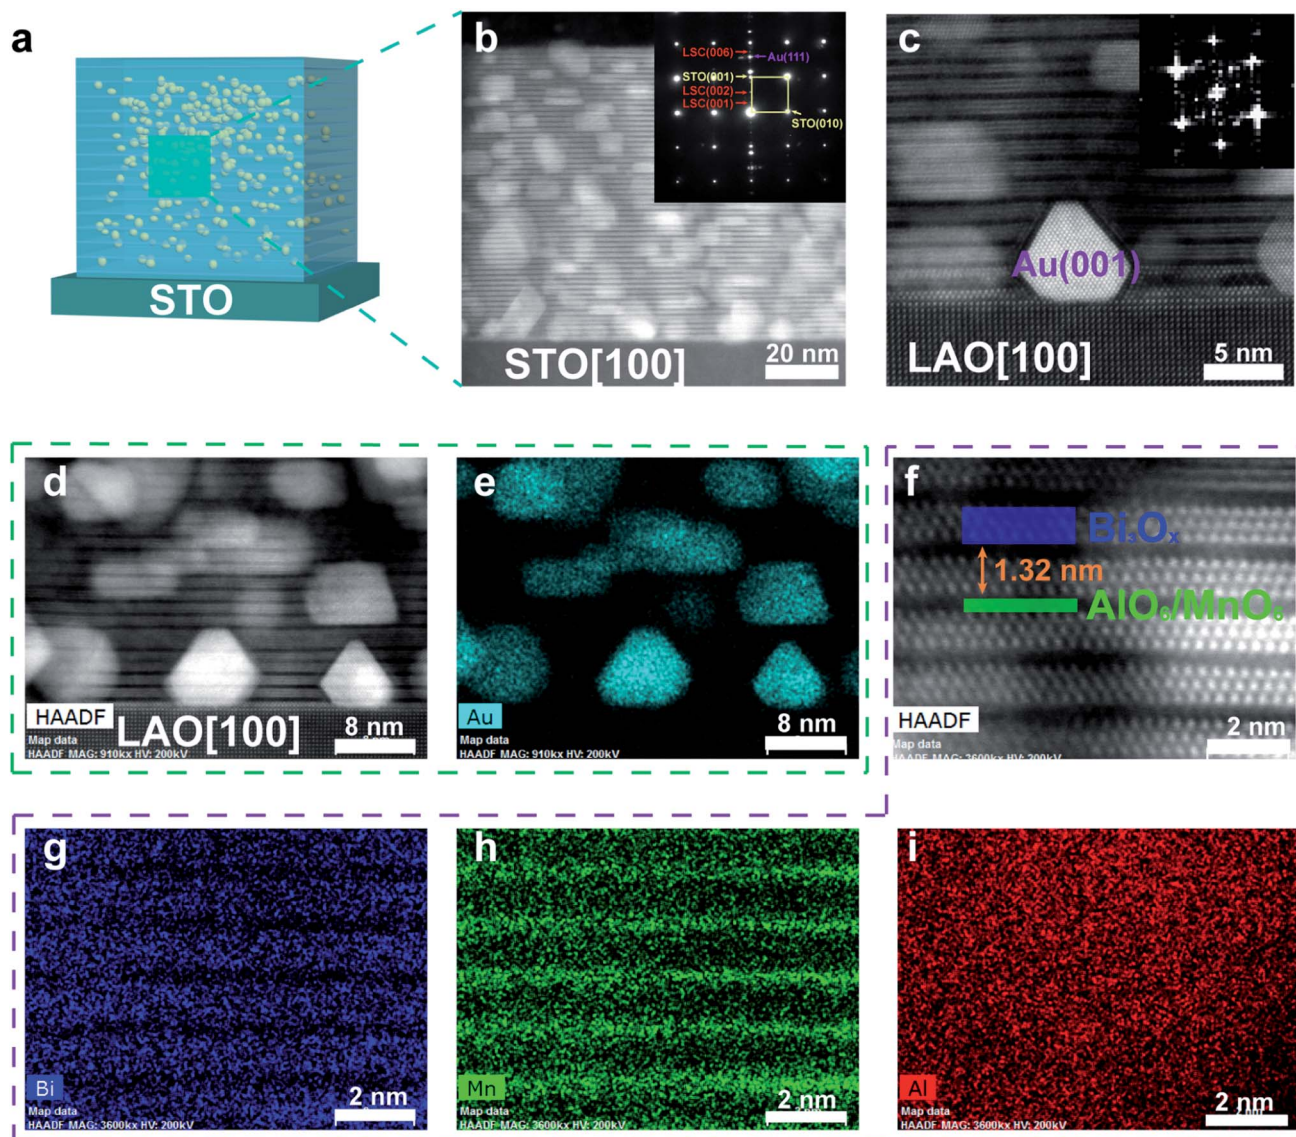 a
STO
b
LSC(006)
Au(111)
STO(001)
LSC(002)
LSC(001)
STO(010)
STO[100]
20 nm
c
Au(001)
LAO[100]
5 nm
d
HAADF
LAO[100]
8 nm
Map data
HAADF MAG: 910kx HV: 200kV
e
Au
8 nm
Map data
HAADF MAG: 910kx HV: 200kV
f
Bi₃Oₓ
1.32 nm
AlO₆/MnO₆
HAADF
2 nm
Map data
HAADF MAG: 3600kx HV: 200kV
g
Bi
2 nm
Map data
HAADF MAG: 3600kx HV: 200kV
h
Mn
2 nm
Map data
HAADF MAG: 3600kx HV: 200kV
i
Al
2 nm
Map data
HAADF MAG: 3600kx HV: 200kV